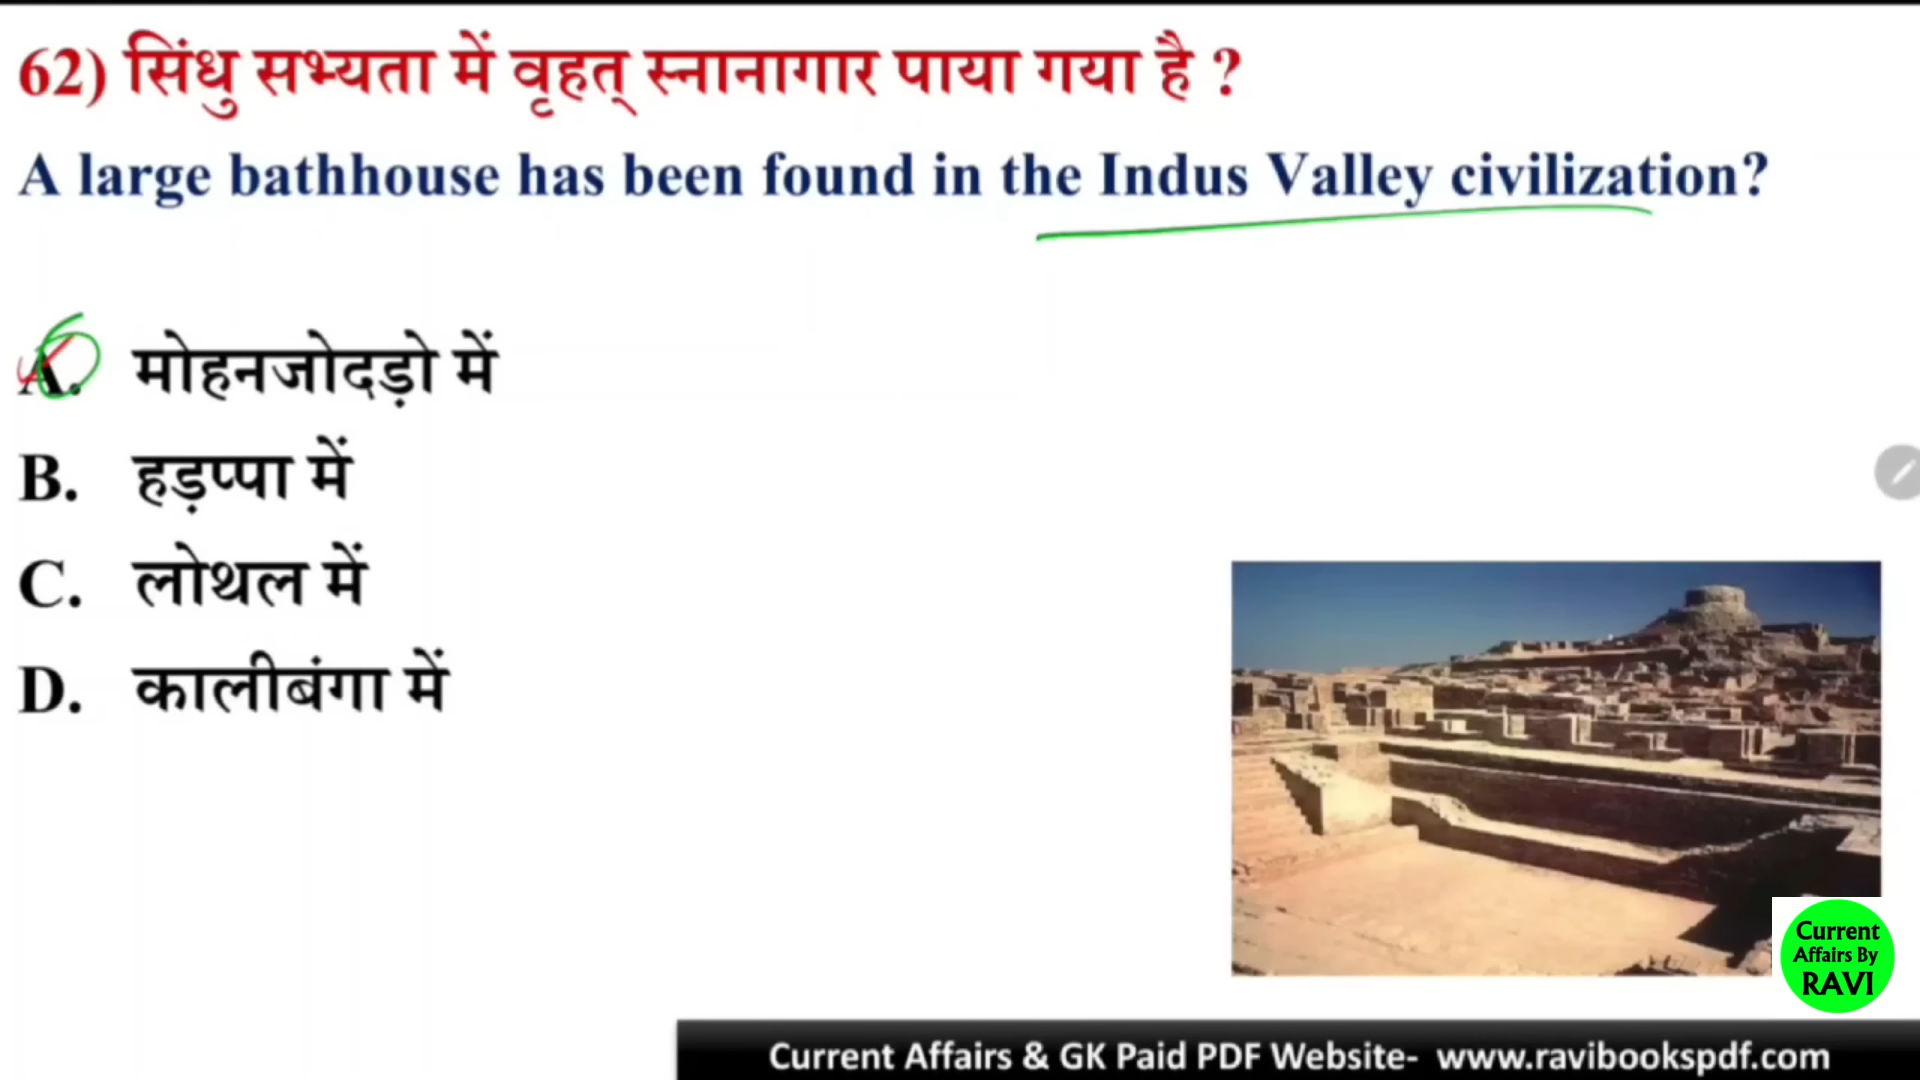 62) सिंधु सभ्यता में वृहत् स्नानागार पाया गया है ?
A large bathhouse has been found in the Indus Valley civilization?
A. मोहनजोदड़ो में
B. हड़प्पा में
C. लोथल में
D. कालीबंगा में
Current
Affairs By
RAVI
Current Affairs & GK Paid PDF Website- www.ravibookspdf.com